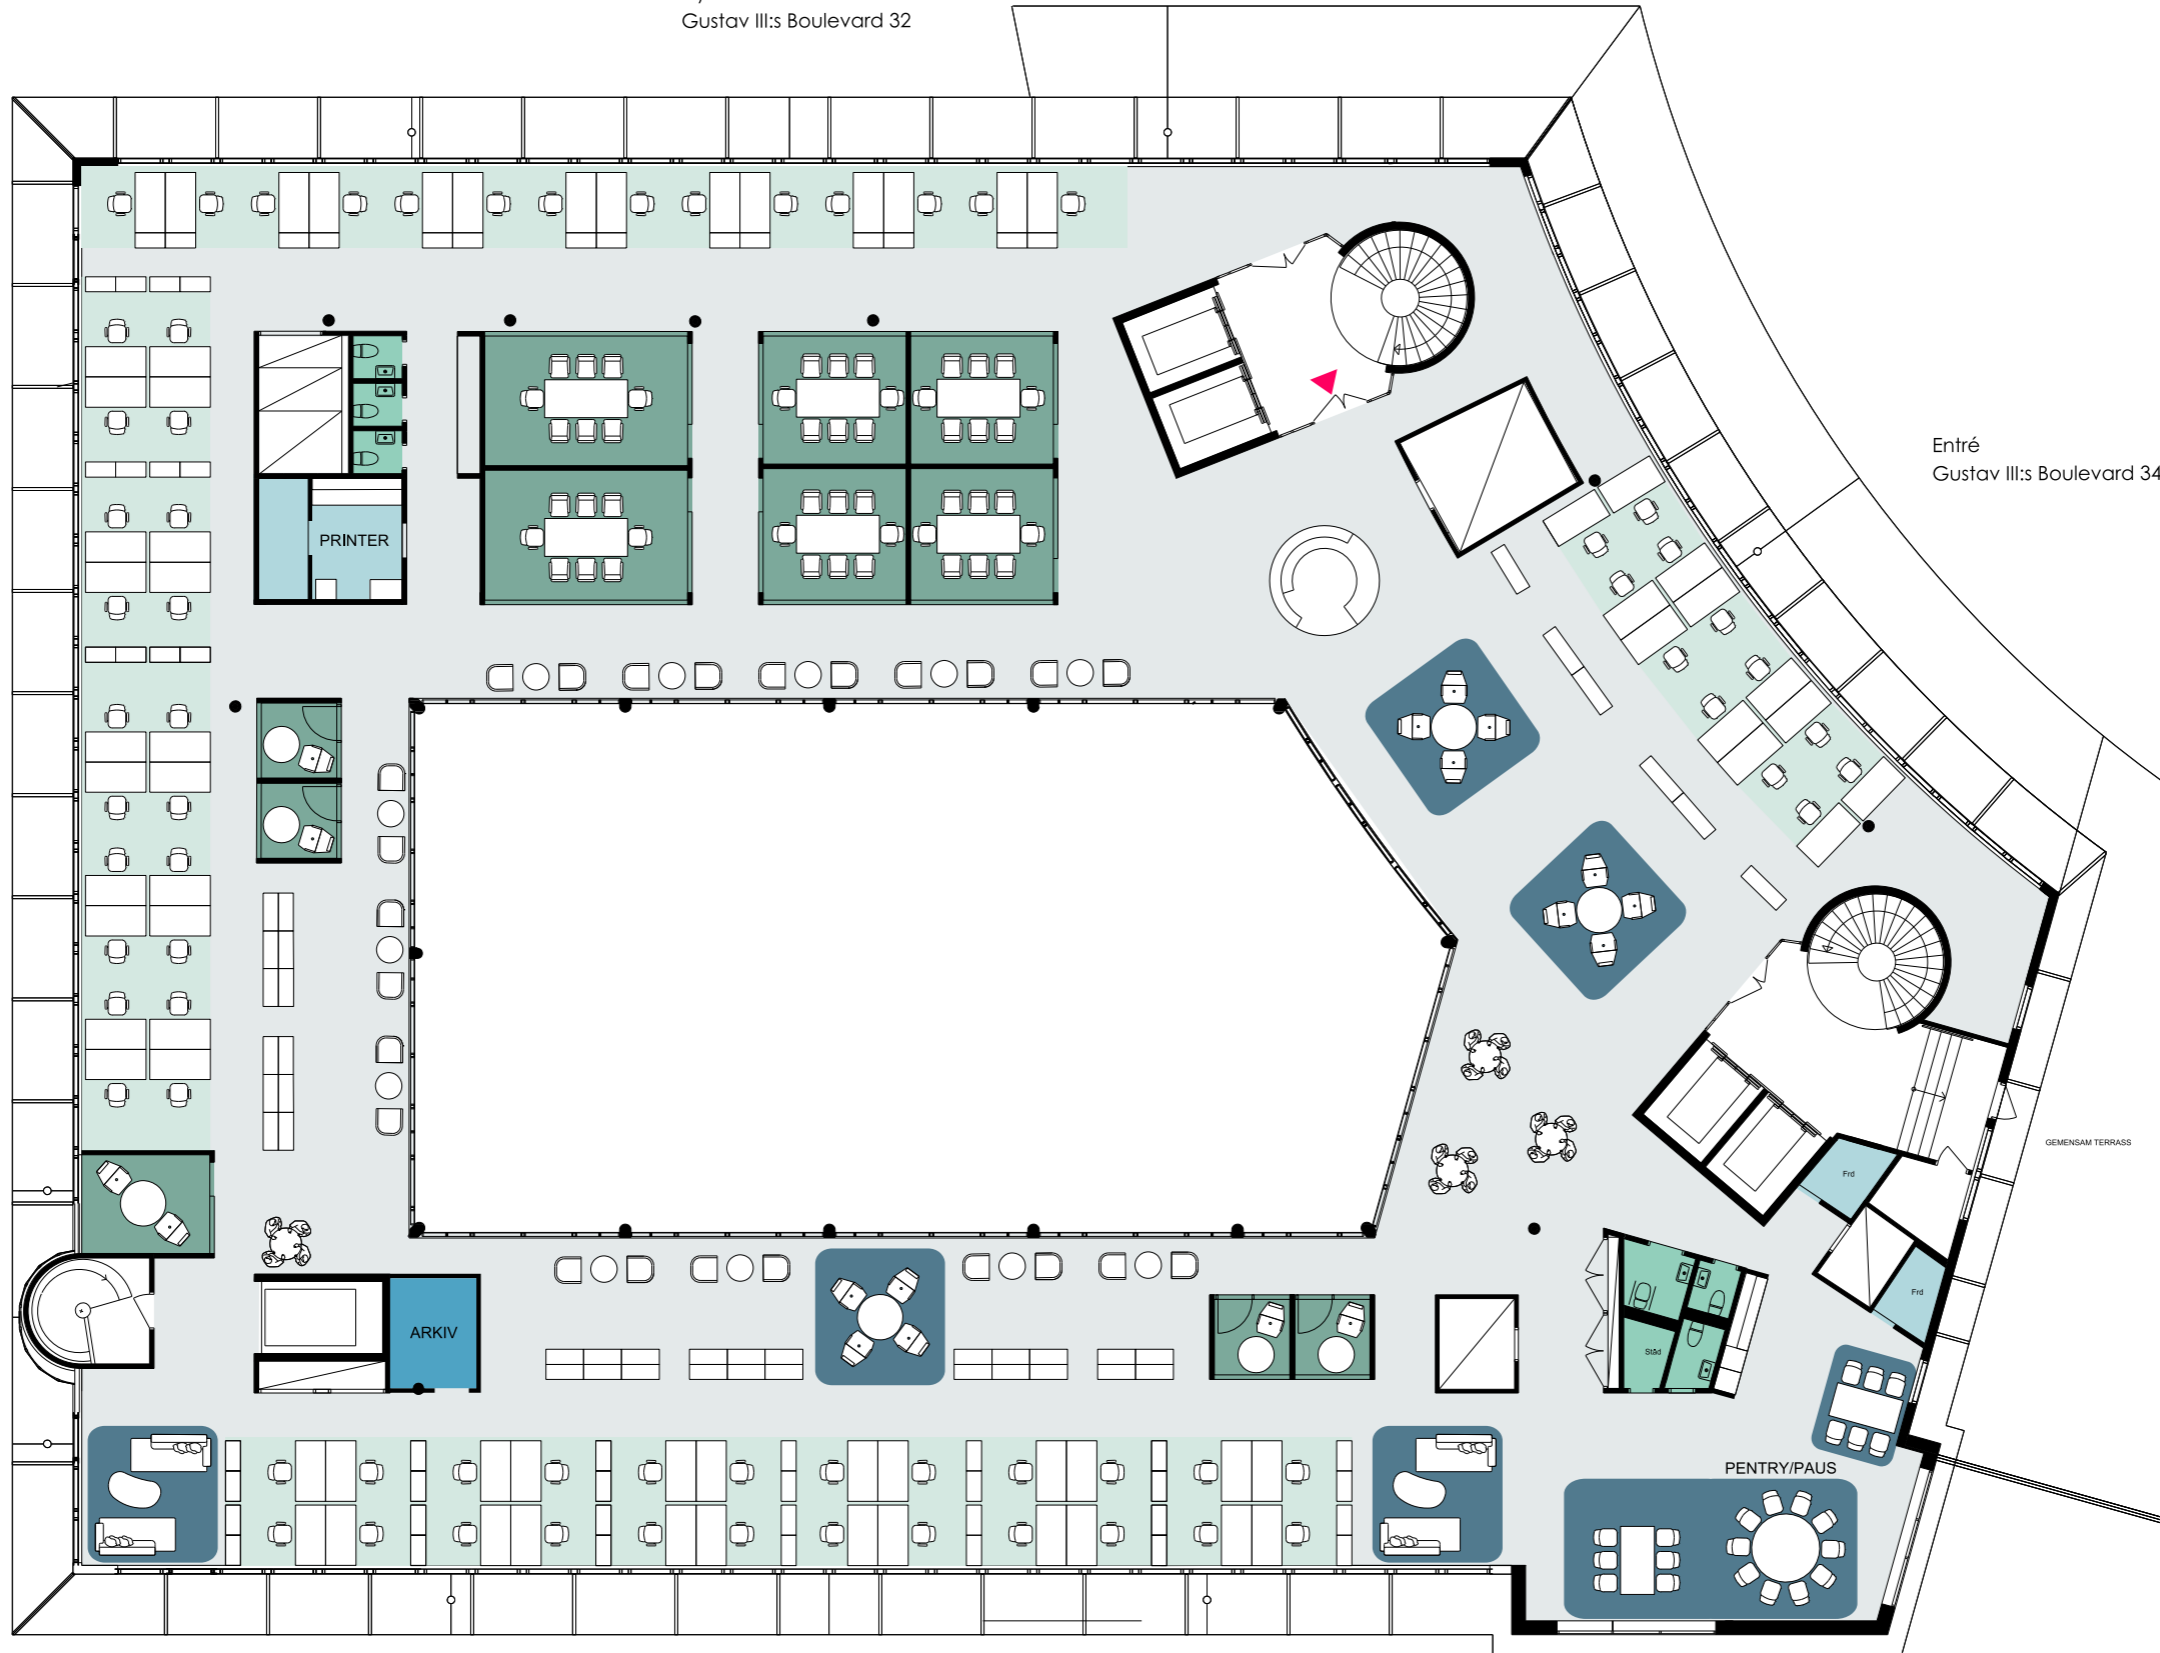 Gustav III:s Boulevard 32
Entré
Gustav III:s Boulevard 34
PRINTER
GEMENSAM TERRASS
Frd
Frd
Städ
ARKIV
PENTRY/PAUS